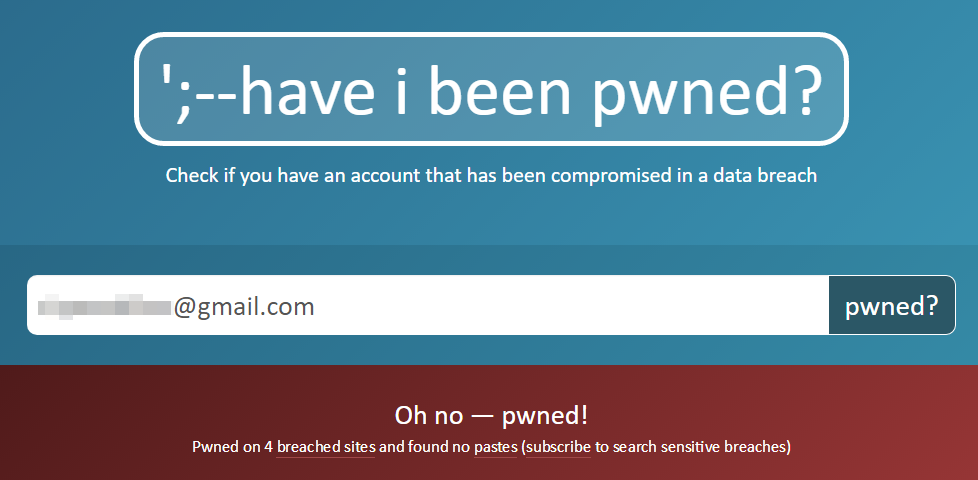 ';--have i been pwned?
Check if you have an account that has been compromised in a data breach
@gmail.com
pwned?
Oh no — pwned!
Pwned on 4 breached sites and found no pastes (subscribe to search sensitive breaches)